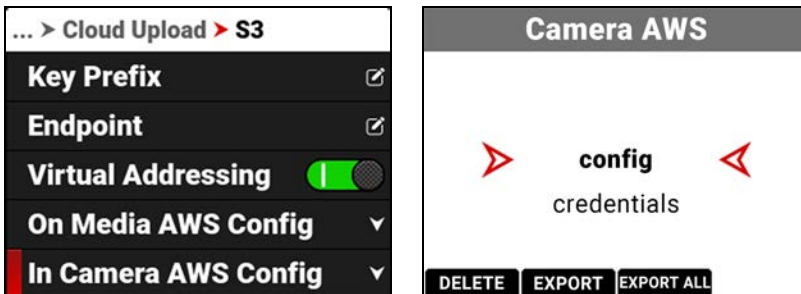 ... > Cloud Upload > S3
Key Prefix
Endpoint
Virtual Addressing
On Media AWS Config
In Camera AWS Config
Camera AWS
config
credentials
DELETE EXPORT EXPORT ALL